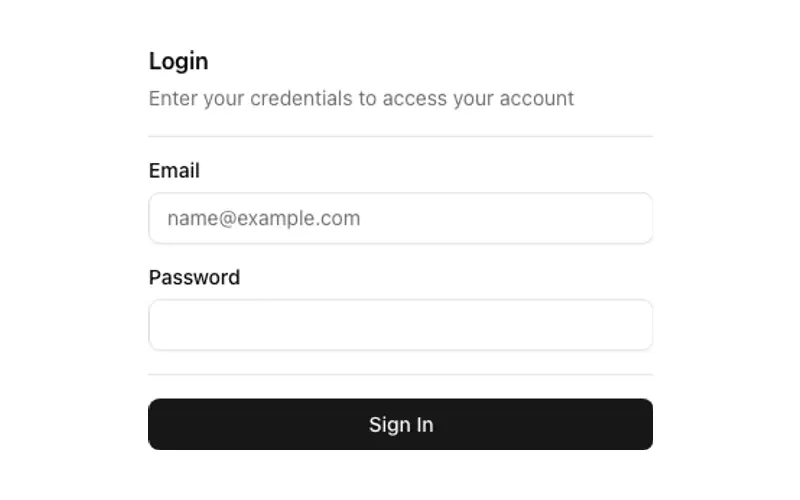 Login
Enter your credentials to access your account
Email
name@example.com
Password
Sign In